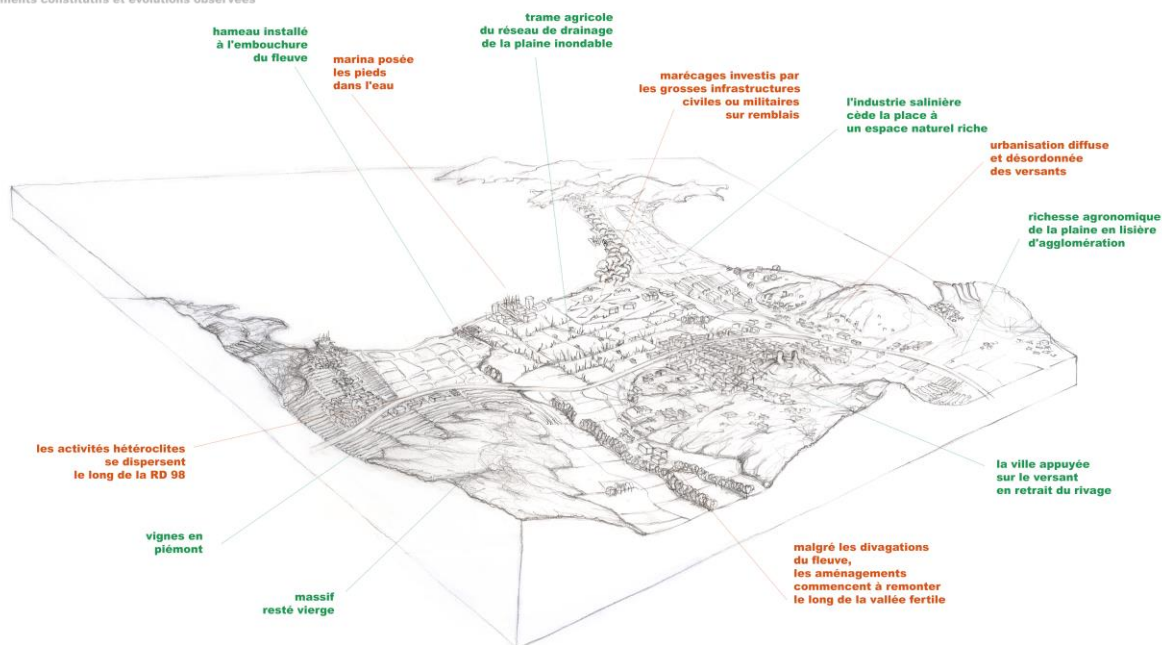 éléments constitutifs et évolutions observées
hameau installé
à l'embouchure
du fleuve
marina posée
les pieds
dans l'eau
trame agricole
du réseau de drainage
de la plaine inondable
marécages investis par
les grosses infrastructures
civiles ou militaires
sur remblais
l'industrie salinière
cède la place à
un espace naturel riche
urbanisation diffuse
et désordonnée
des versants
richesse agronomique
de la plaine en lisière
d'agglomération
les activités hétéroclites
se dispersent
le long de la RD 98
vignes en
piémont
massif
resté vierge
malgré les divagations
du fleuve,
les aménagements
commencent à remonter
le long de la vallée fertile
la ville appuyée
sur le versant
en retrait du rivage